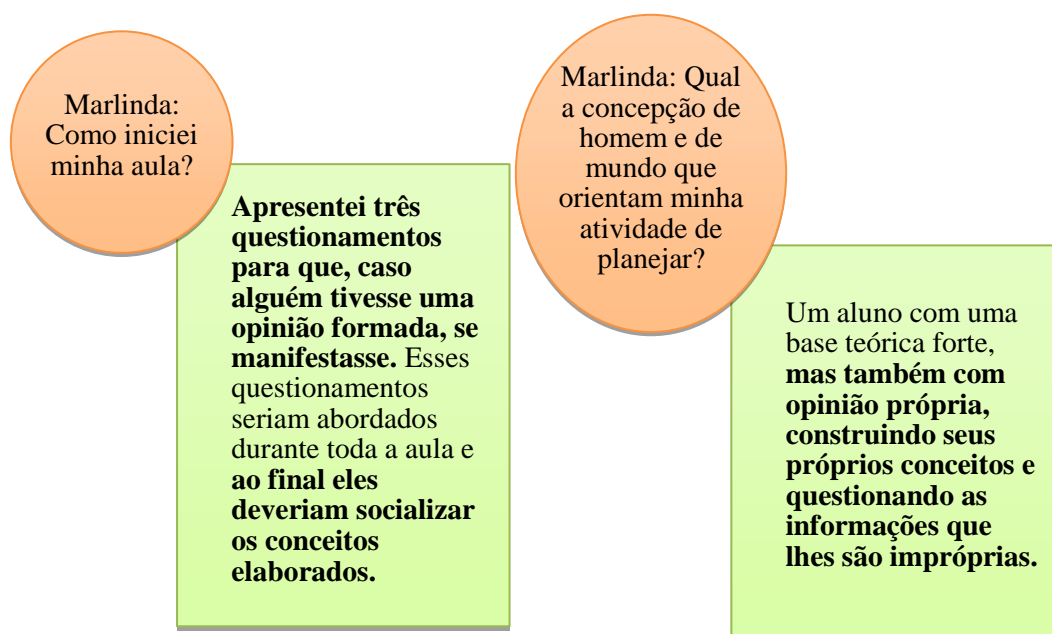 Marlinda:
Como iniciei
minha aula?
Apresentei três
questionamentos
para que, caso
alguém tivesse uma
opinião formada, se
manifestasse. Esses
questionamentos
seriam abordados
durante toda a aula e
ao final eles
deveriam socializar
os conceitos
elaborados.
Marlinda: Qual
a concepção de
homem e de
mundo que
orientam minha
atividade de
planejar?
Um aluno com uma
base teórica forte,
mas também com
opinião própria,
construindo seus
próprios conceitos e
questionando as
informações que
lhes são impróprias.